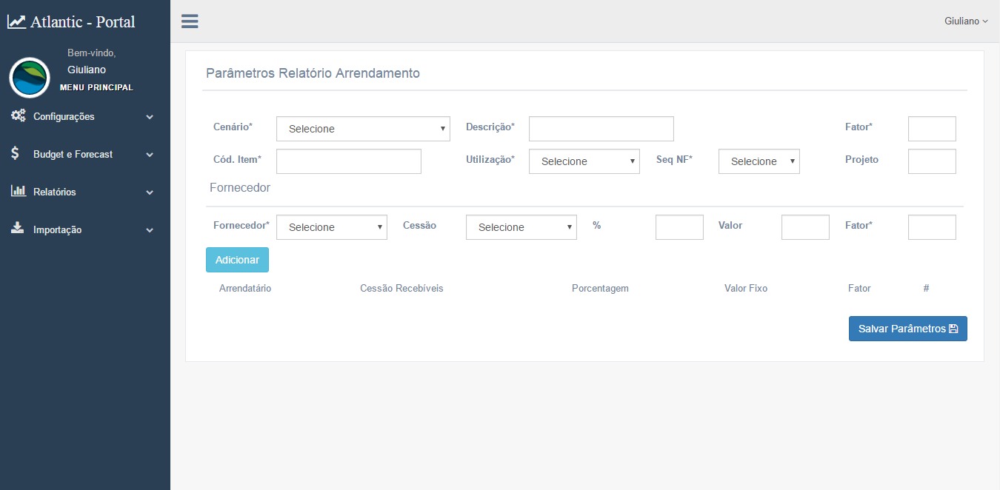 Atlantic - Portal
Giuliano
Bem-vindo,
Giuliano
MENU PRINCIPAL
Configurações
Budget e Forecast
Relatórios
Importação
Parâmetros Relatório Arrendamento
Cenário* Selecione Descrição* Fator*
Cód. Item* Utilização* Selecione Seq NF* Selecione Projeto
Fornecedor
Fornecedor* Selecione Cessão Selecione % Valor Fator*
Adicionar
Arrendatário Cessão Recebíveis Porcentagem Valor Fixo Fator #
Salvar Parâmetros